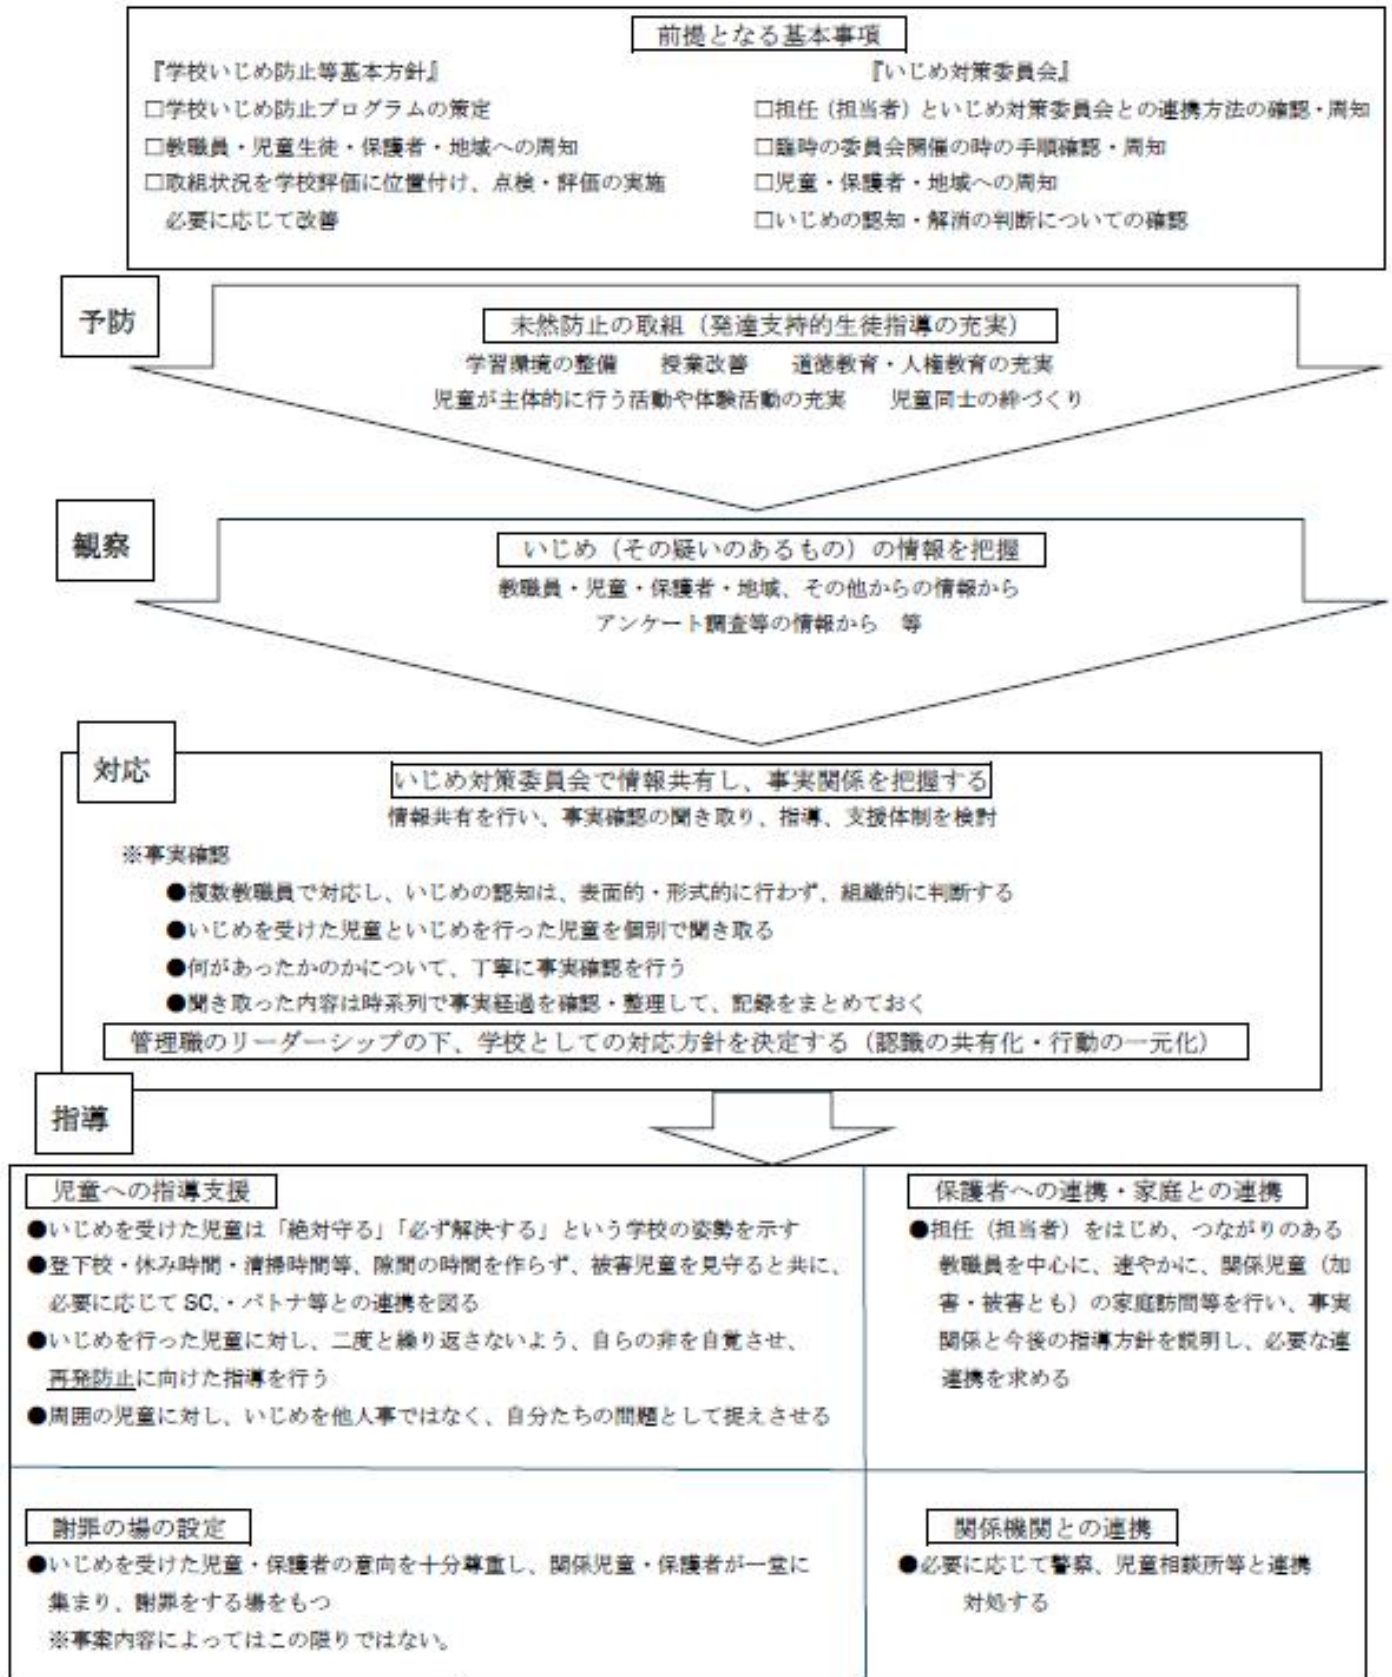 前提となる基本事項
『学校いじめ防止等基本方針』
□学校いじめ防止プログラムの策定
□教職員・児童生徒・保護者・地域への周知
□取組状況を学校評価に位置付け、点検・評価の実施
必要に応じて改善
『いじめ対策委員会』
□担任（担当者）といじめ対策委員会との連携方法の確認・周知
□臨時の委員会開催の時の手順確認・周知
□児童・保護者・地域への周知
□いじめの認知・解消の判断についての確認
予防
未然防止の取組（発達支持的生徒指導の充実）
学習環境の整備　授業改善　道徳教育・人権教育の充実
児童が主体的に行う活動や体験活動の充実　児童同士の絆づくり
観察
いじめ（その疑いのあるもの）の情報を把握
教職員・児童・保護者・地域、その他からの情報から
アンケート調査等の情報から　等
対応
いじめ対策委員会で情報共有し、事実関係を把握する
情報共有を行い、事実確認の聞き取り、指導、支援体制を検討
※事実確認
●複数教職員で対応し、いじめの認知は、表面的・形式的に行わず、組織的に判断する
●いじめを受けた児童といじめを行った児童を個別で聞き取る
●何があったかのかについて、丁寧に事実確認を行う
●聞き取った内容は時系列で事実経過を確認・整理して、記録をまとめておく
管理職のリーダーシップの下、学校としての対応方針を決定する（認識の共有化・行動の一元化）
指導
児童への指導支援
●いじめを受けた児童は「絶対守る」「必ず解決する」という学校の姿勢を示す
●登下校・休み時間・清掃時間等、隙間の時間を作らず、被害児童を見守ると共に、
必要に応じて SC、・パトナ等との連携を図る
●いじめを行った児童に対し、二度と繰り返さないよう、自らの非を自覚させ、
再発防止に向けた指導を行う
●周囲の児童に対し、いじめを他人事ではなく、自分たちの問題として捉えさせる
保護者への連携・家庭との連携
●担任（担当者）をはじめ、つながりのある
教職員を中心に、速やかに、関係児童（加
害・被害とも）の家庭訪問等を行い、事実
関係と今後の指導方針を説明し、必要な連
連携を求める
謝罪の場の設定
●いじめを受けた児童・保護者の意向を十分尊重し、関係児童・保護者が一堂に
集まり、謝罪をする場をもつ
※事案内容によってはこの限りではない。
関係機関との連携
●必要に応じて警察、児童相談所等と連携
対処する